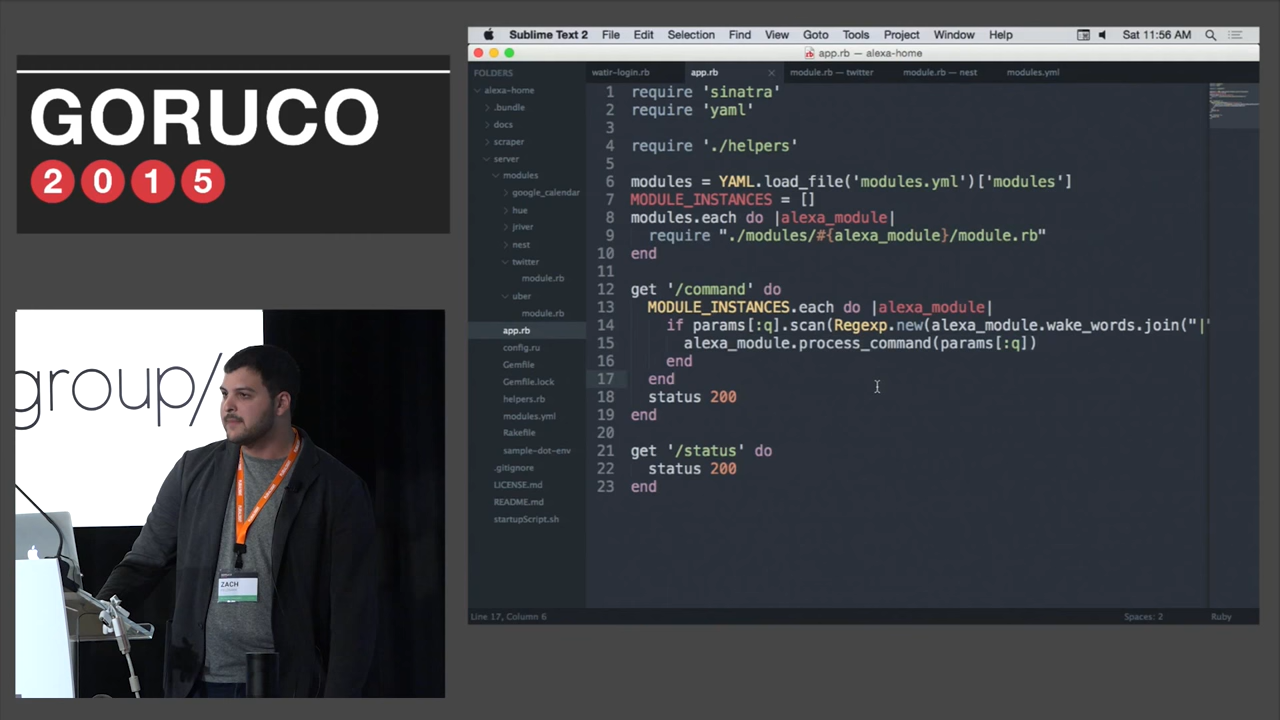 GORUCO
2 0 1 5
group/
ZACH
Sublime Text 2 File Edit Selection Find View Goto Tools Project Window Help Sat 11:56 AM
app.rb — alexa-home
FOLDERS
alexa-home
.bundle
docs
scraper
server
modules
google_calendar
hue
jriver
nest
twitter
module.rb
uber
module.rb
app.rb
config.ru
Gemfile
Gemfile.lock
helpers.rb
modules.yml
Rakefile
sample-dot-env
.gitignore
LICENSE.md
README.md
startupScript.sh
watir-login.rb app.rb module.rb — twitter module.rb — nest modules.yml
1 require 'sinatra'
2 require 'yaml'
3
4 require './helpers'
5
6 modules = YAML.load_file('modules.yml')['modules']
7 MODULE_INSTANCES = []
8 modules.each do |alexa_module|
9 require "./modules/#{alexa_module}/module.rb"
10 end
11
12 get '/command' do
13 MODULE_INSTANCES.each do |alexa_module|
14 if params[:q].scan(Regexp.new(alexa_module.wake_words.join("|"
15 alexa_module.process_command(params[:q])
16 end
17 end
18 status 200
19 end
20
21 get '/status' do
22 status 200
23 end
Line 17, Column 6 Spaces: 2 Ruby